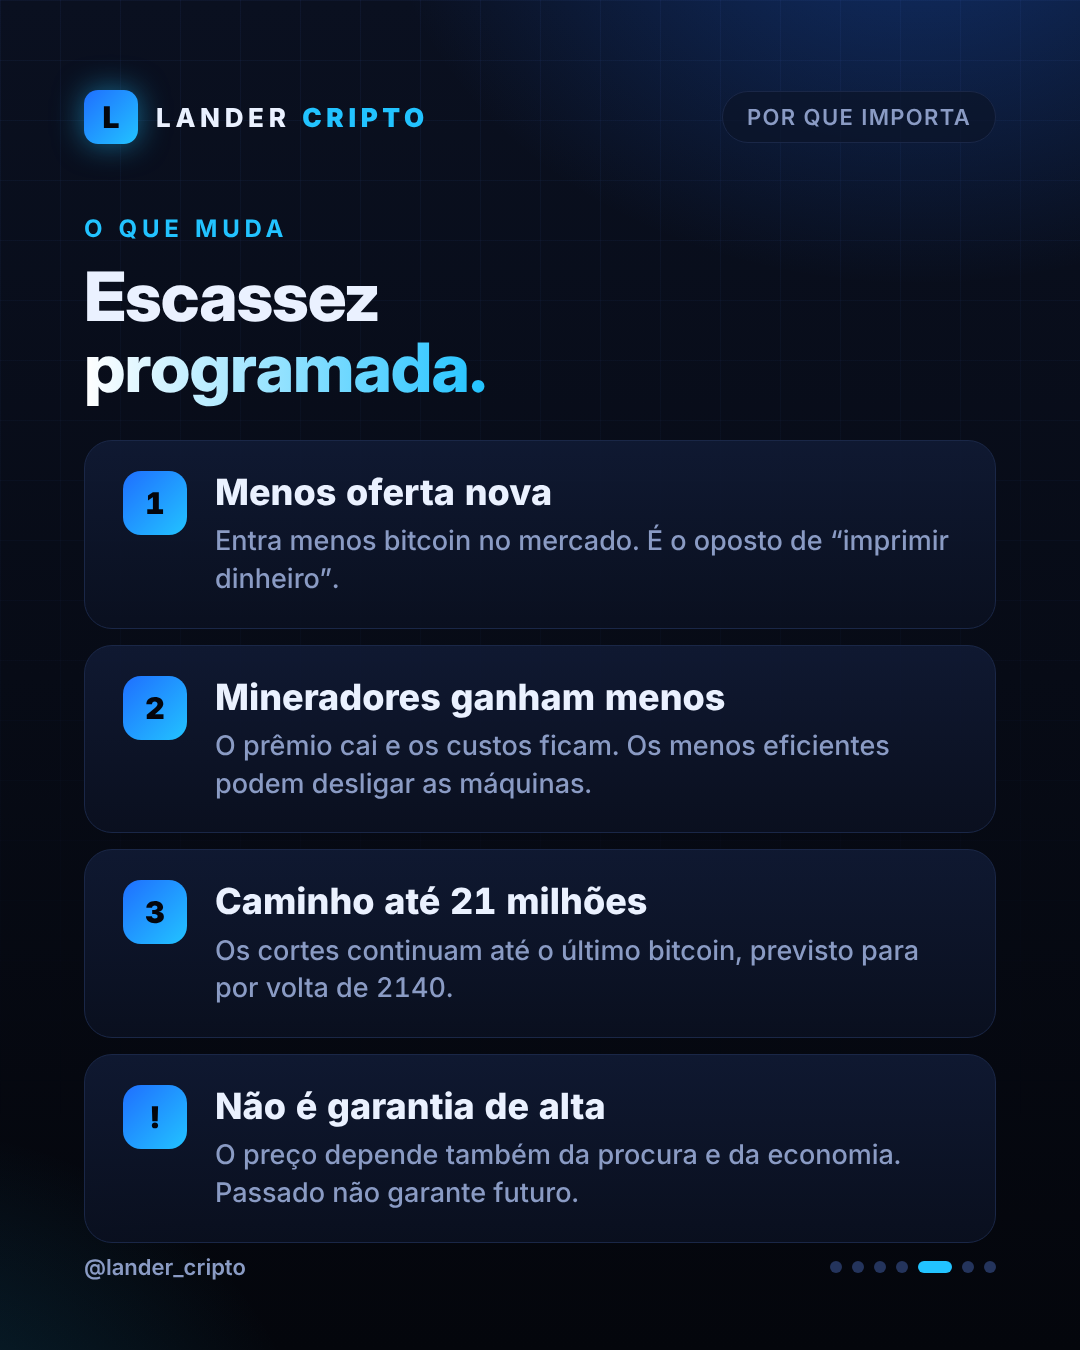 L LANDER CRIPTO
POR QUE IMPORTA
O QUE MUDA
Escassez
programada.
1 Menos oferta nova
Entra menos bitcoin no mercado. É o oposto de “imprimir
dinheiro”.
2 Mineradores ganham menos
O prêmio cai e os custos ficam. Os menos eficientes
podem desligar as máquinas.
3 Caminho até 21 milhões
Os cortes continuam até o último bitcoin, previsto para
por volta de 2140.
! Não é garantia de alta
O preço depende também da procura e da economia.
Passado não garante futuro.
@lander_cripto